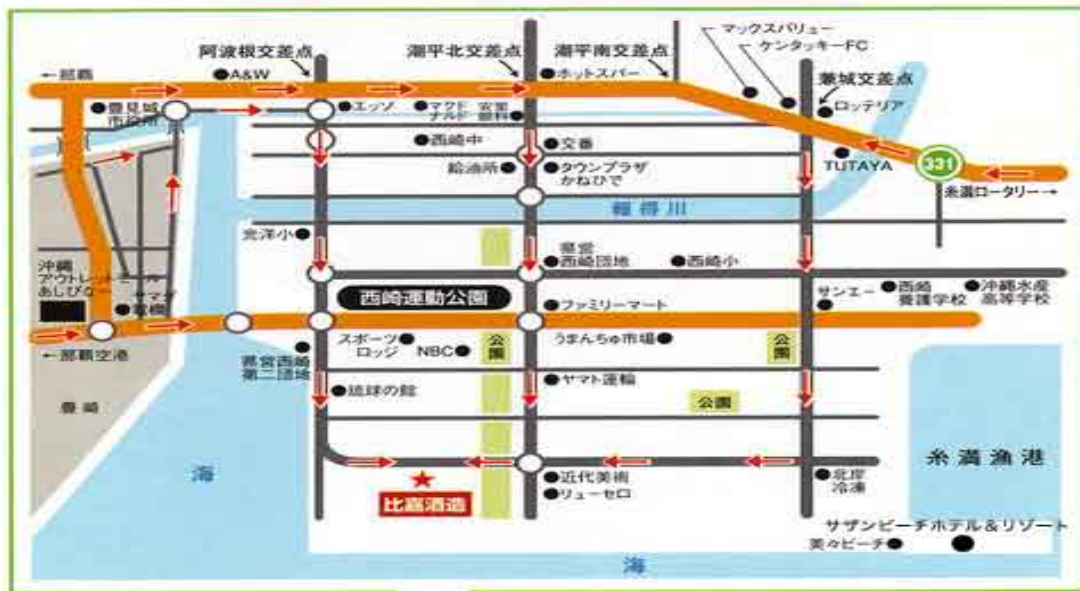 マックスバリュー
ケンタッキーFC
阿波根交差点
潮平北交差点
潮平南交差点
兼城交差点
←那覇
A&W
ホットスパー
ロッテリア
豊見城
市役所
エッソ
マクド
ナルド
安里
眼科
西崎中
交番
TUTAYA
331
給油所
タウンプラザ
かねひで
糸満ロータリー→
報得川
光洋小
県営
西崎団地
西崎小
沖縄
アウトレットモール
あしびなー
ヤマダ
電機
西崎運動公園
ファミリーマート
サンエー
西崎
養護学校
沖縄水産
高等学校
←那覇空港
県営西崎
第二団地
スポーツ
ロッジ
NBC
公園
うまんちゅ市場
公園
豊崎
琉球の館
ヤマト運輸
公園
海
比嘉酒造
近代美術
リューセロ
北岸
冷凍
糸満漁港
サザンビーチホテル&リゾート
美々ビーチ
海